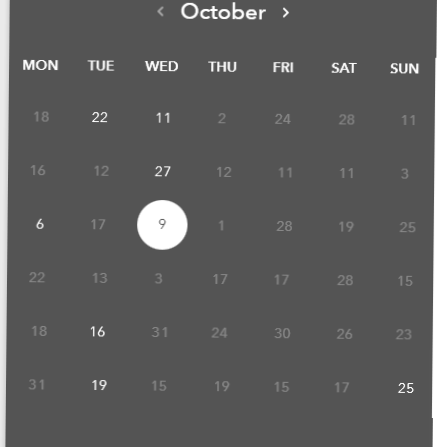 < October >
MON TUE WED THU FRI SAT SUN
18 22 11 2 24 28 11
16 12 27 12 11 11 3
6 17 9 1 28 19 25
22 13 3 17 17 28 15
18 16 31 24 30 26 23
31 19 15 19 15 17 25